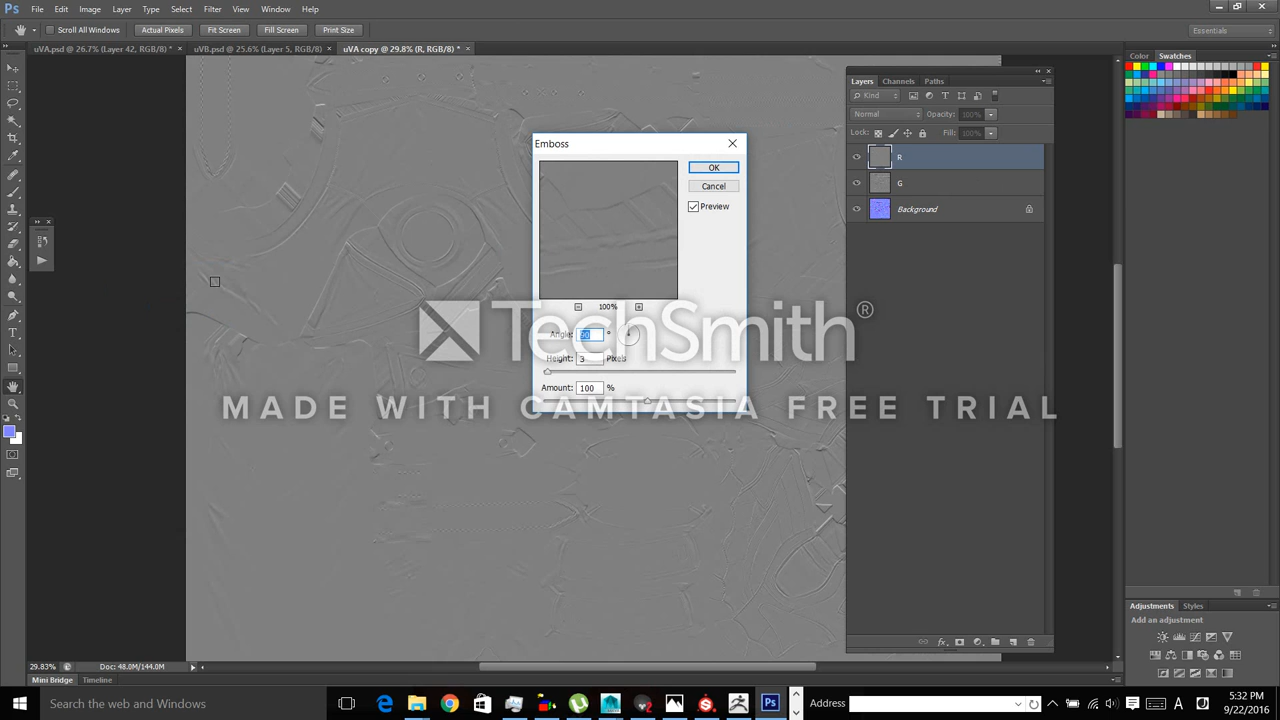 Ps File Edit Image Layer Type Select Filter View Window Help
Scroll All Windows Actual Pixels Fit Screen Fill Screen Print Size Essentials
uVA.psd @ 26.7% (Layer 42, RGB/8) * × uVB.psd @ 25.6% (Layer 5, RGB/8) × uVA copy @ 29.8% (R, RGB/8) * ×
Color Swatches
Layers Channels Paths
Kind
Normal Opacity: 100%
Lock: Fill: 100%
R
G
Background
Emboss
OK
Cancel
Preview
100%
Angle: 90 °
Height: 3 Pixels
Amount: 100 %
TechSmith ®
MADE WITH CAMTASIA FREE TRIAL
Adjustments Styles
Add an adjustment
29.83% Doc: 48.0M/144.0M
Mini Bridge Timeline
Search the web and Windows
Address
5:32 PM
9/22/2016